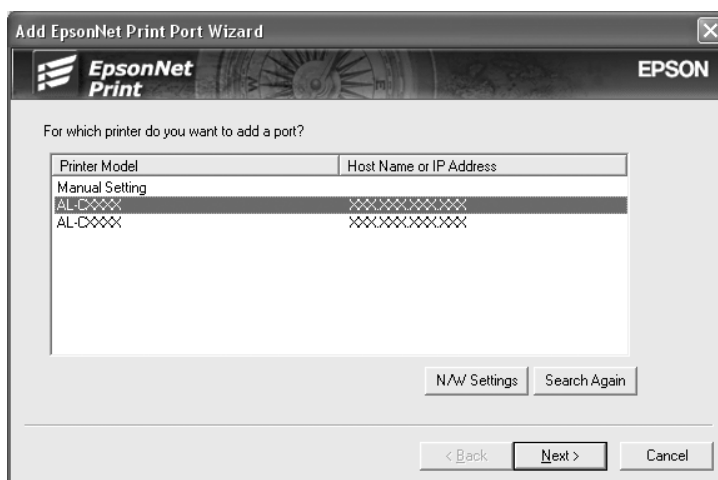 Add EpsonNet Print Port Wizard
EpsonNet
Print
EPSON
For which printer do you want to add a port?
Printer Model Host Name or IP Address
Manual Setting
AL-CXXXX XXX.XXX.XXX.XXX
AL-CXXXX XXX.XXX.XXX.XXX
N/W Settings Search Again
< Back Next > Cancel